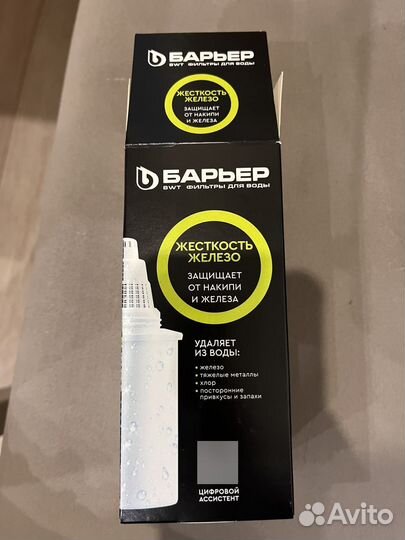 БАРЬЕР
BWT ФИЛЬТРЫ ДЛЯ ВОДЫ
ЖЕСТКОСТЬ
ЖЕЛЕЗО
ЗАЩИЩАЕТ
ОТ НАКИПИ
И ЖЕЛЕЗА
БАРЬЕР
BWT ФИЛЬТРЫ ДЛЯ ВОДЫ
ЖЕСТКОСТЬ
ЖЕЛЕЗО
ЗАЩИЩАЕТ
ОТ НАКИПИ
И ЖЕЛЕЗА
УДАЛЯЕТ
ИЗ ВОДЫ:
• железо
• тяжелые металлы
• хлор
• посторонние
привкусы и запахи
ЦИФРОВОЙ
АССИСТЕНТ
Avito